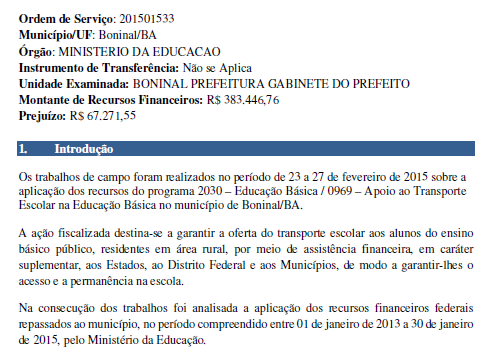 Ordem de Serviço: 201501533
Município/UF: Boninal/BA
Órgão: MINISTERIO DA EDUCACAO
Instrumento de Transferência: Não se Aplica
Unidade Examinada: BONINAL PREFEITURA GABINETE DO PREFEITO
Montante de Recursos Financeiros: R$ 383.446,76
Prejuízo: R$ 67.271,55
1. Introdução
Os trabalhos de campo foram realizados no período de 23 a 27 de fevereiro de 2015 sobre a
aplicação dos recursos do programa 2030 – Educação Básica / 0969 – Apoio ao Transporte
Escolar na Educação Básica no município de Boninal/BA.
A ação fiscalizada destina-se a garantir a oferta do transporte escolar aos alunos do ensino
básico público, residentes em área rural, por meio de assistência financeira, em caráter
suplementar, aos Estados, ao Distrito Federal e aos Municípios, de modo a garantir-lhes o
acesso e a permanência na escola.
Na consecução dos trabalhos foi analisada a aplicação dos recursos financeiros federais
repassados ao município, no período compreendido entre 01 de janeiro de 2013 a 30 de janeiro
de 2015, pelo Ministério da Educação.